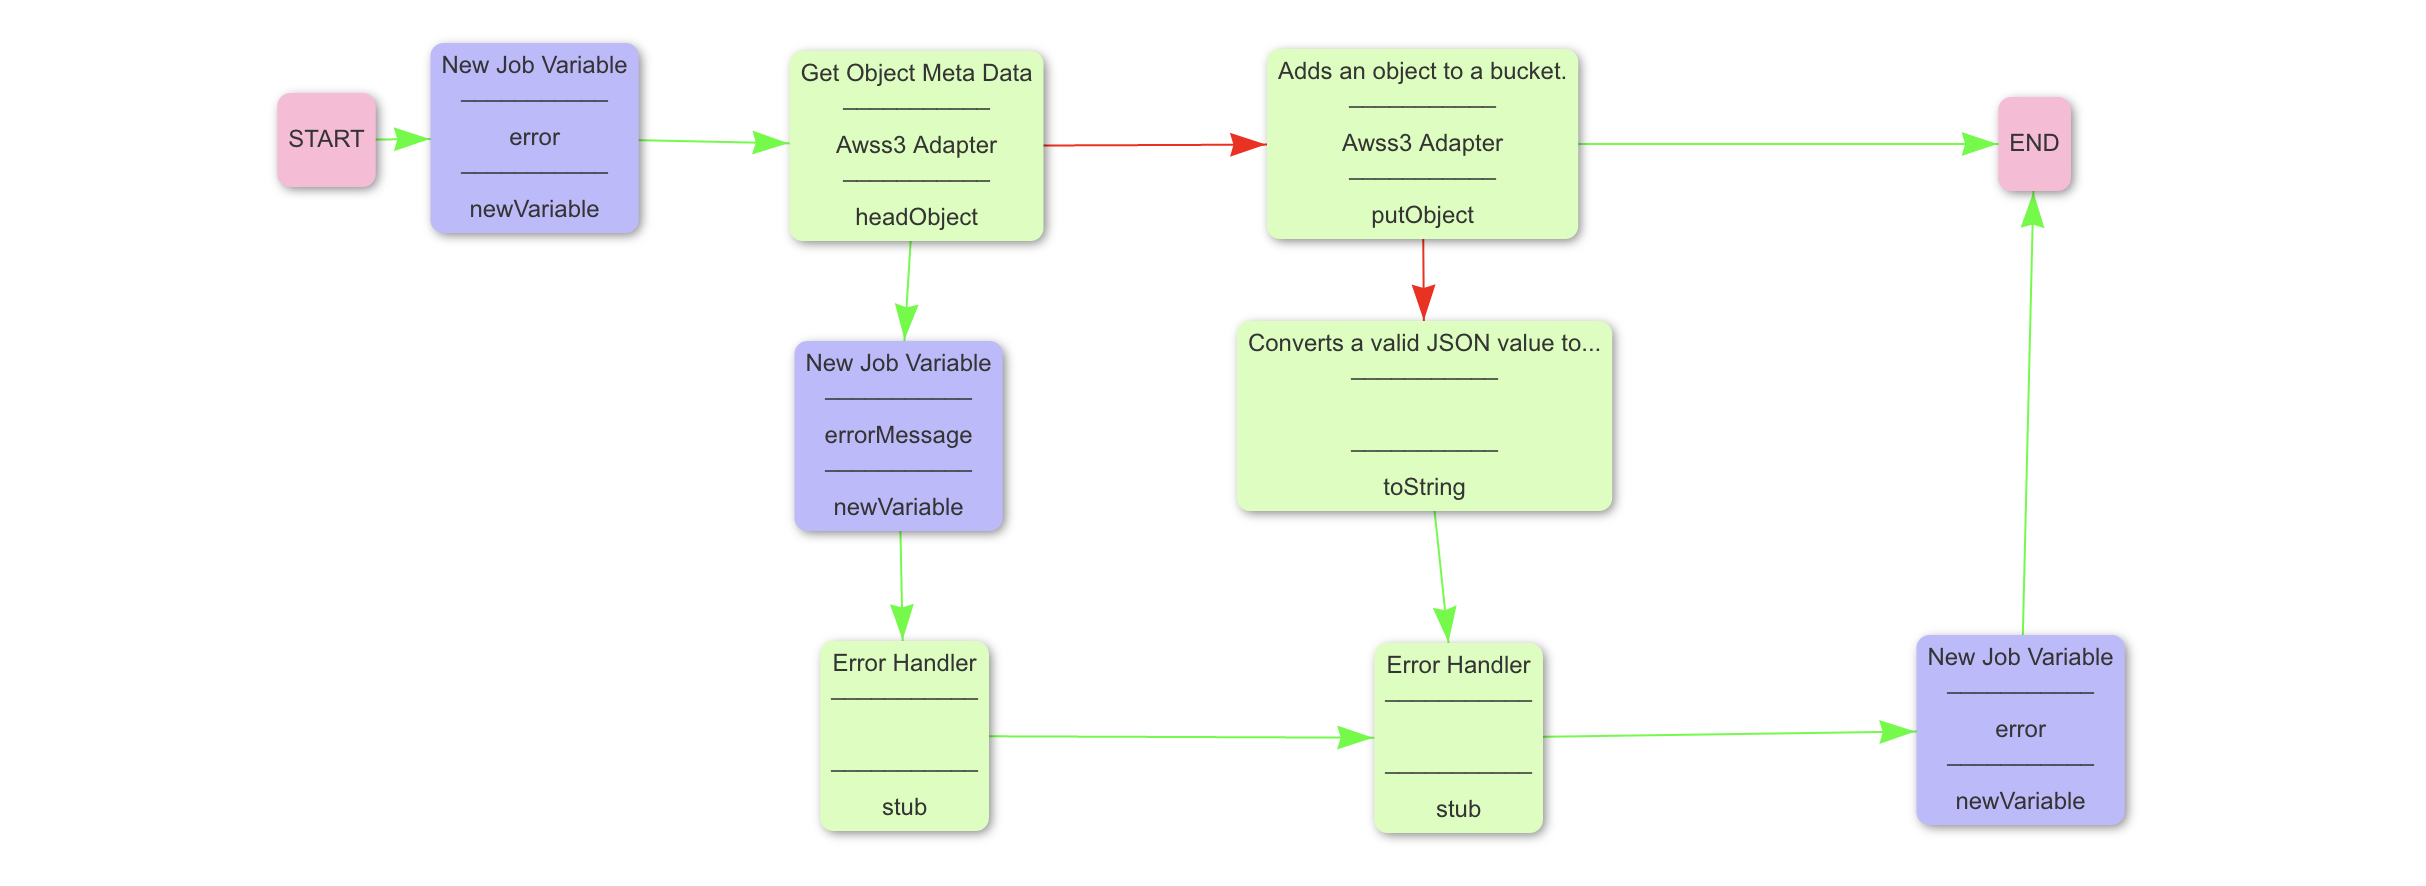 START
New Job Variable
___________
error
___________
newVariable
Get Object Meta Data
___________
Awss3 Adapter
___________
headObject
Adds an object to a bucket.
___________
Awss3 Adapter
___________
putObject
END
New Job Variable
___________
errorMessage
___________
newVariable
Converts a valid JSON value to...
___________
___________
toString
Error Handler
___________
___________
stub
Error Handler
___________
___________
stub
New Job Variable
___________
error
___________
newVariable